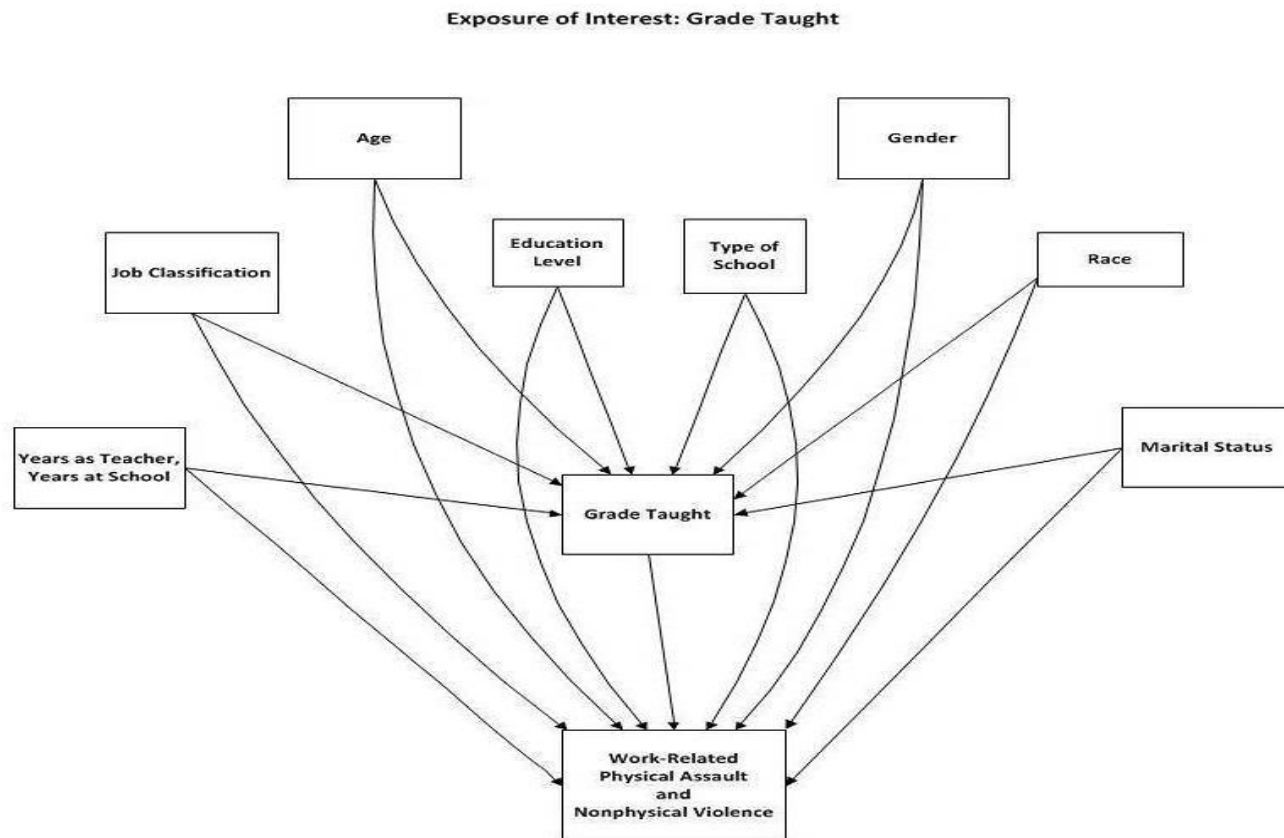 Exposure of Interest: Grade Taught
Age
Gender
Education
Level
Type of
School
Job Classification
Race
Years as Teacher,
Years at School
Marital Status
Grade Taught
Work-Related
Physical Assault
and
Nonphysical Violence